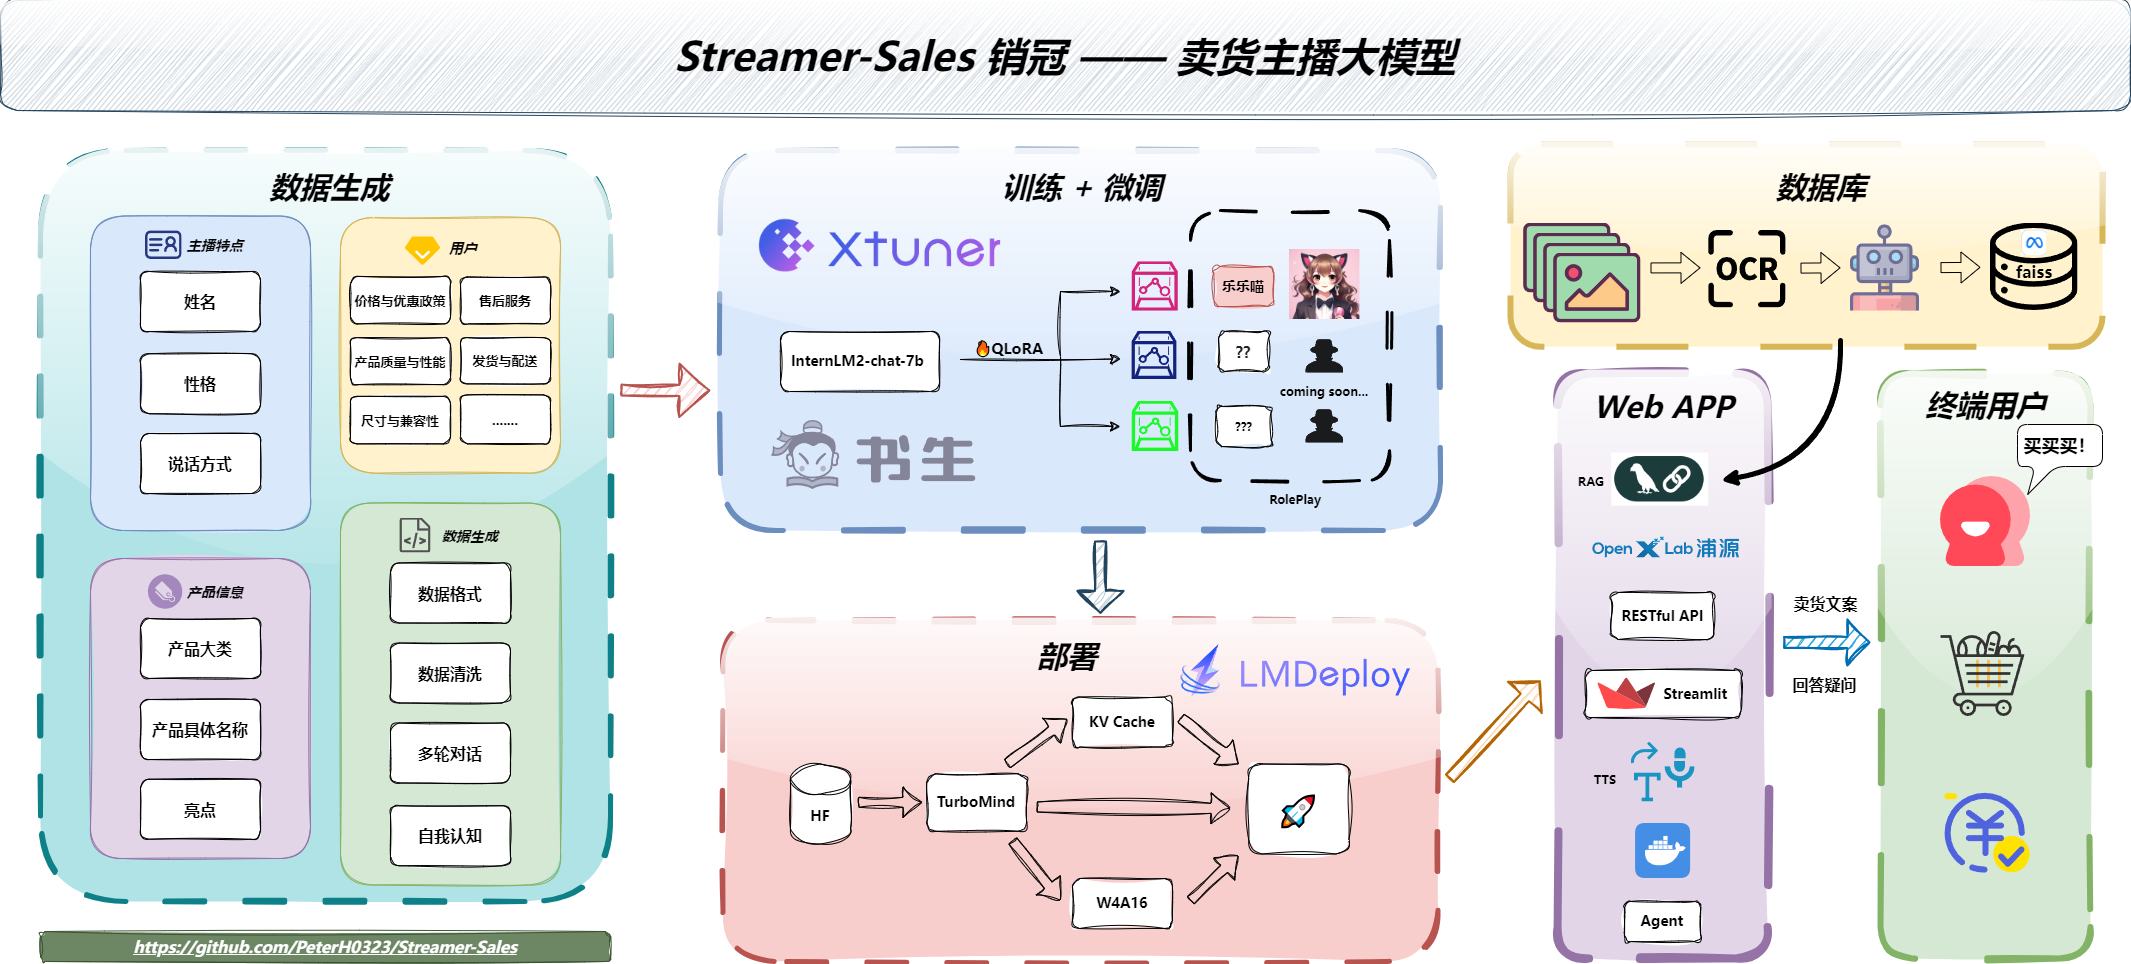 Streamer-Sales 销冠 —— 卖货主播大模型
数据生成
主播特点
姓名
性格
说话方式
用户
价格与优惠政策
售后服务
产品质量与性能
发货与配送
尺寸与兼容性
.......
产品信息
产品大类
产品具体名称
亮点
数据生成
数据格式
数据清洗
多轮对话
自我认知
https://github.com/PeterH0323/Streamer-Sales
训练 + 微调
Xtuner
InternLM2-chat-7b
QLoRA
书生
乐乐喵
??
coming soon...
???
RolePlay
部署
LMDeploy
HF
TurboMind
KV Cache
W4A16
数据库
OCR
faiss
Web APP
RAG
OpenXLab浦源
RESTful API
Streamlit
TTS
T
Agent
卖货文案
回答疑问
终端用户
买买买!